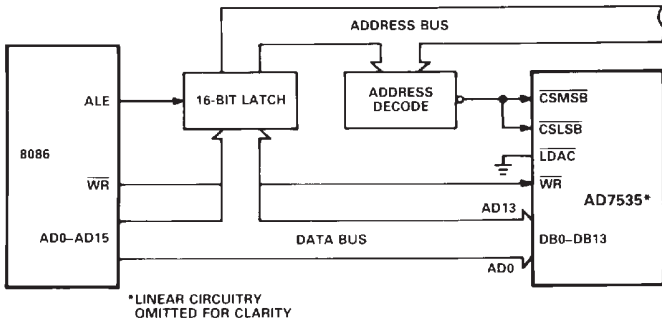 ADDRESS BUS
ALE
16-BIT LATCH
ADDRESS
DECODE
CSMSB
CSLSB
8086
LDAC
WR
WR
AD7535*
AD13
AD0–AD15
DATA BUS
DB0–DB13
AD0
*LINEAR CIRCUITRY
OMITTED FOR CLARITY